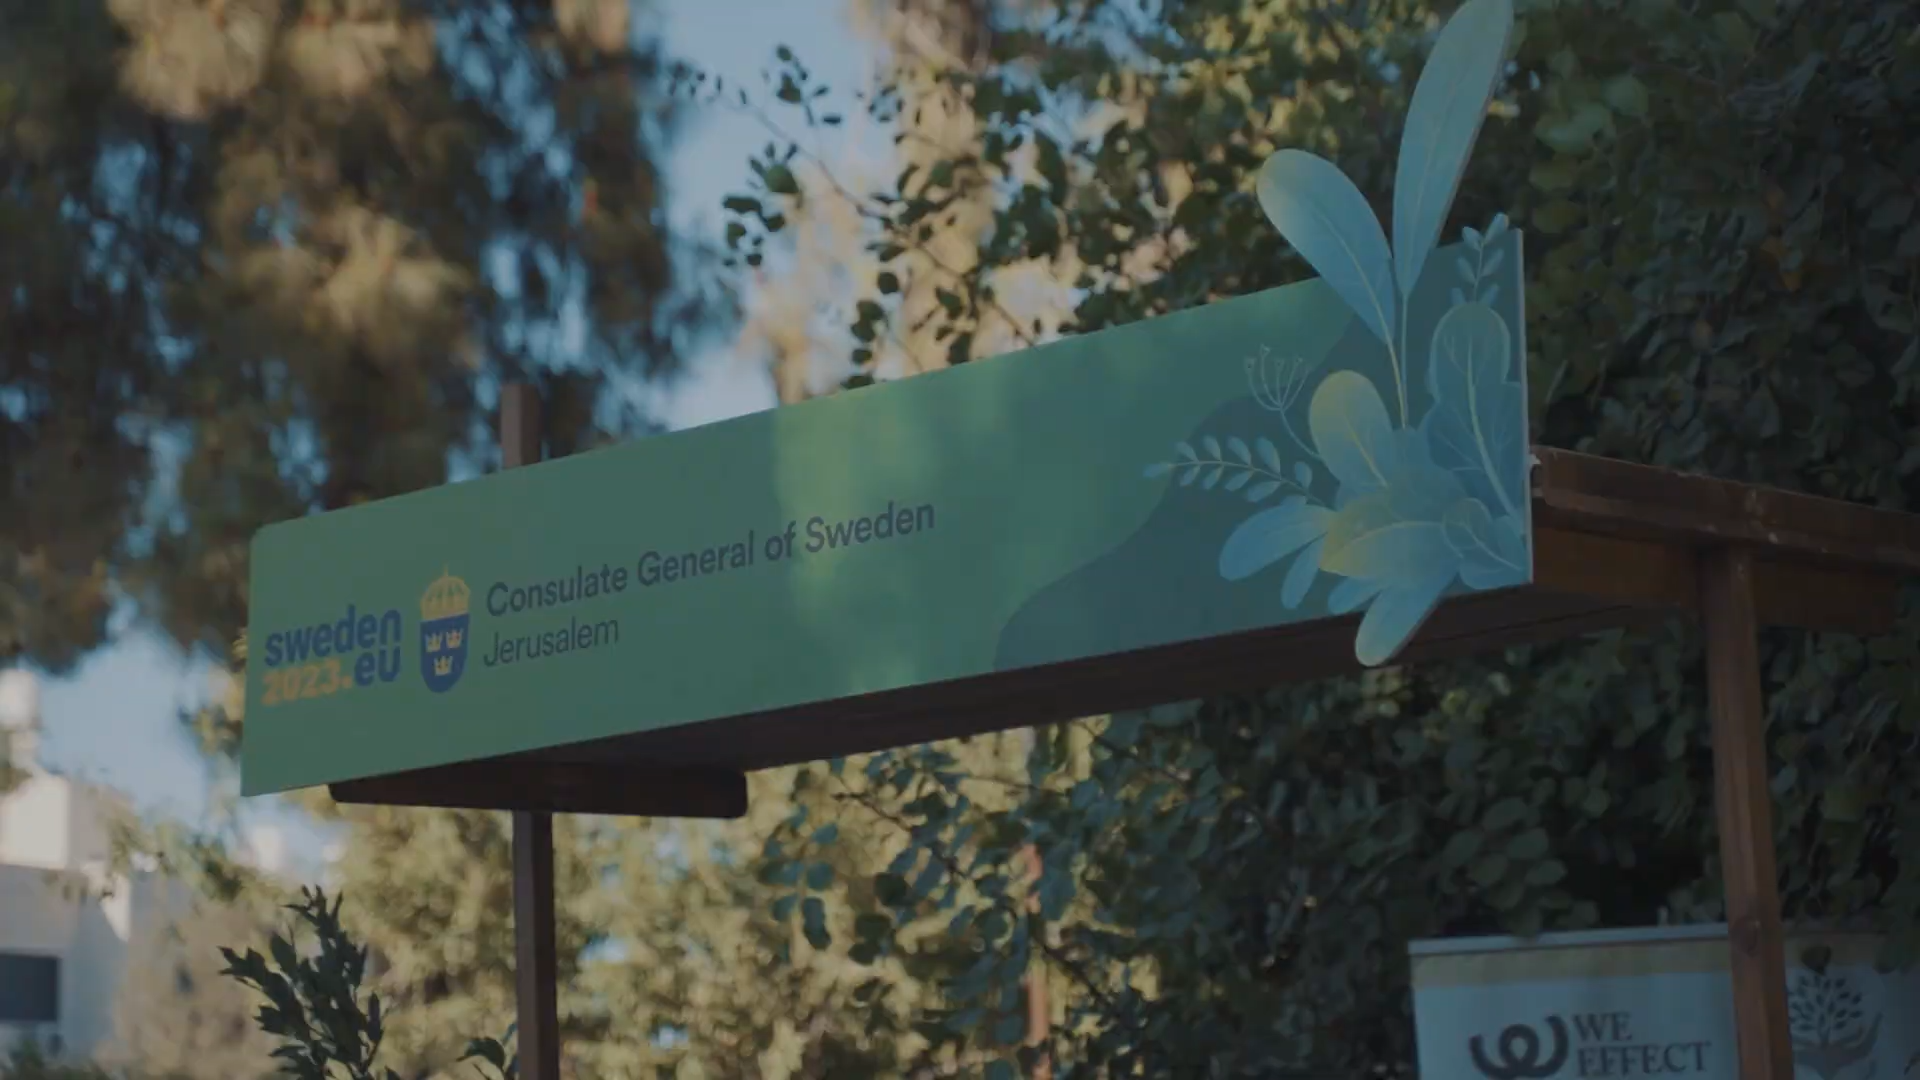 sweden
2023.eu
Consulate General of Sweden
Jerusalem
WE
EFFECT